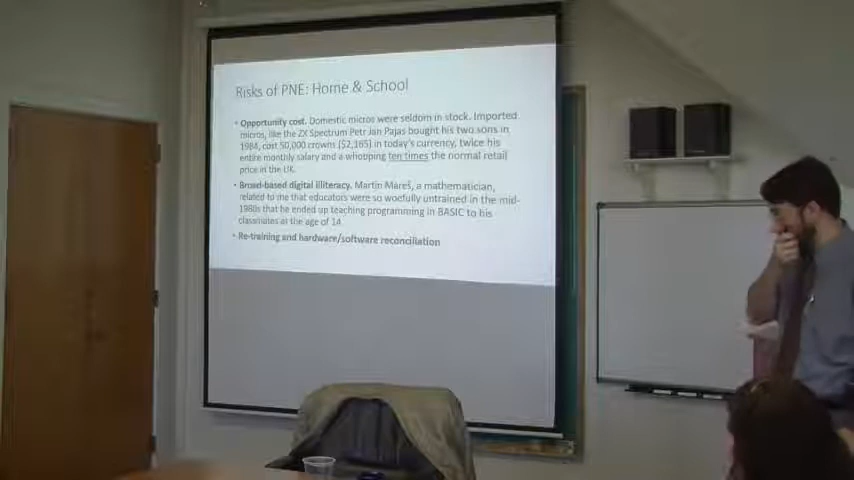 Risks of PNE: Home & School
• Opportunity cost. Domestic micros were seldom in stock. Imported
micros, like the ZX Spectrum Petr Jan Pajas bought his two sons in
1984, cost 50,000 crowns ($2,165) in today's currency, twice his
entire monthly salary and a whopping ten times the normal retail
price in the UK.
• Broad-based digital illiteracy. Martin Mareš, a mathematician,
related to me that educators were so woefully untrained in the mid-
1980s that he ended up teaching programming in BASIC to his
classmates at the age of 14.
• Re-training and hardware/software reconciliation